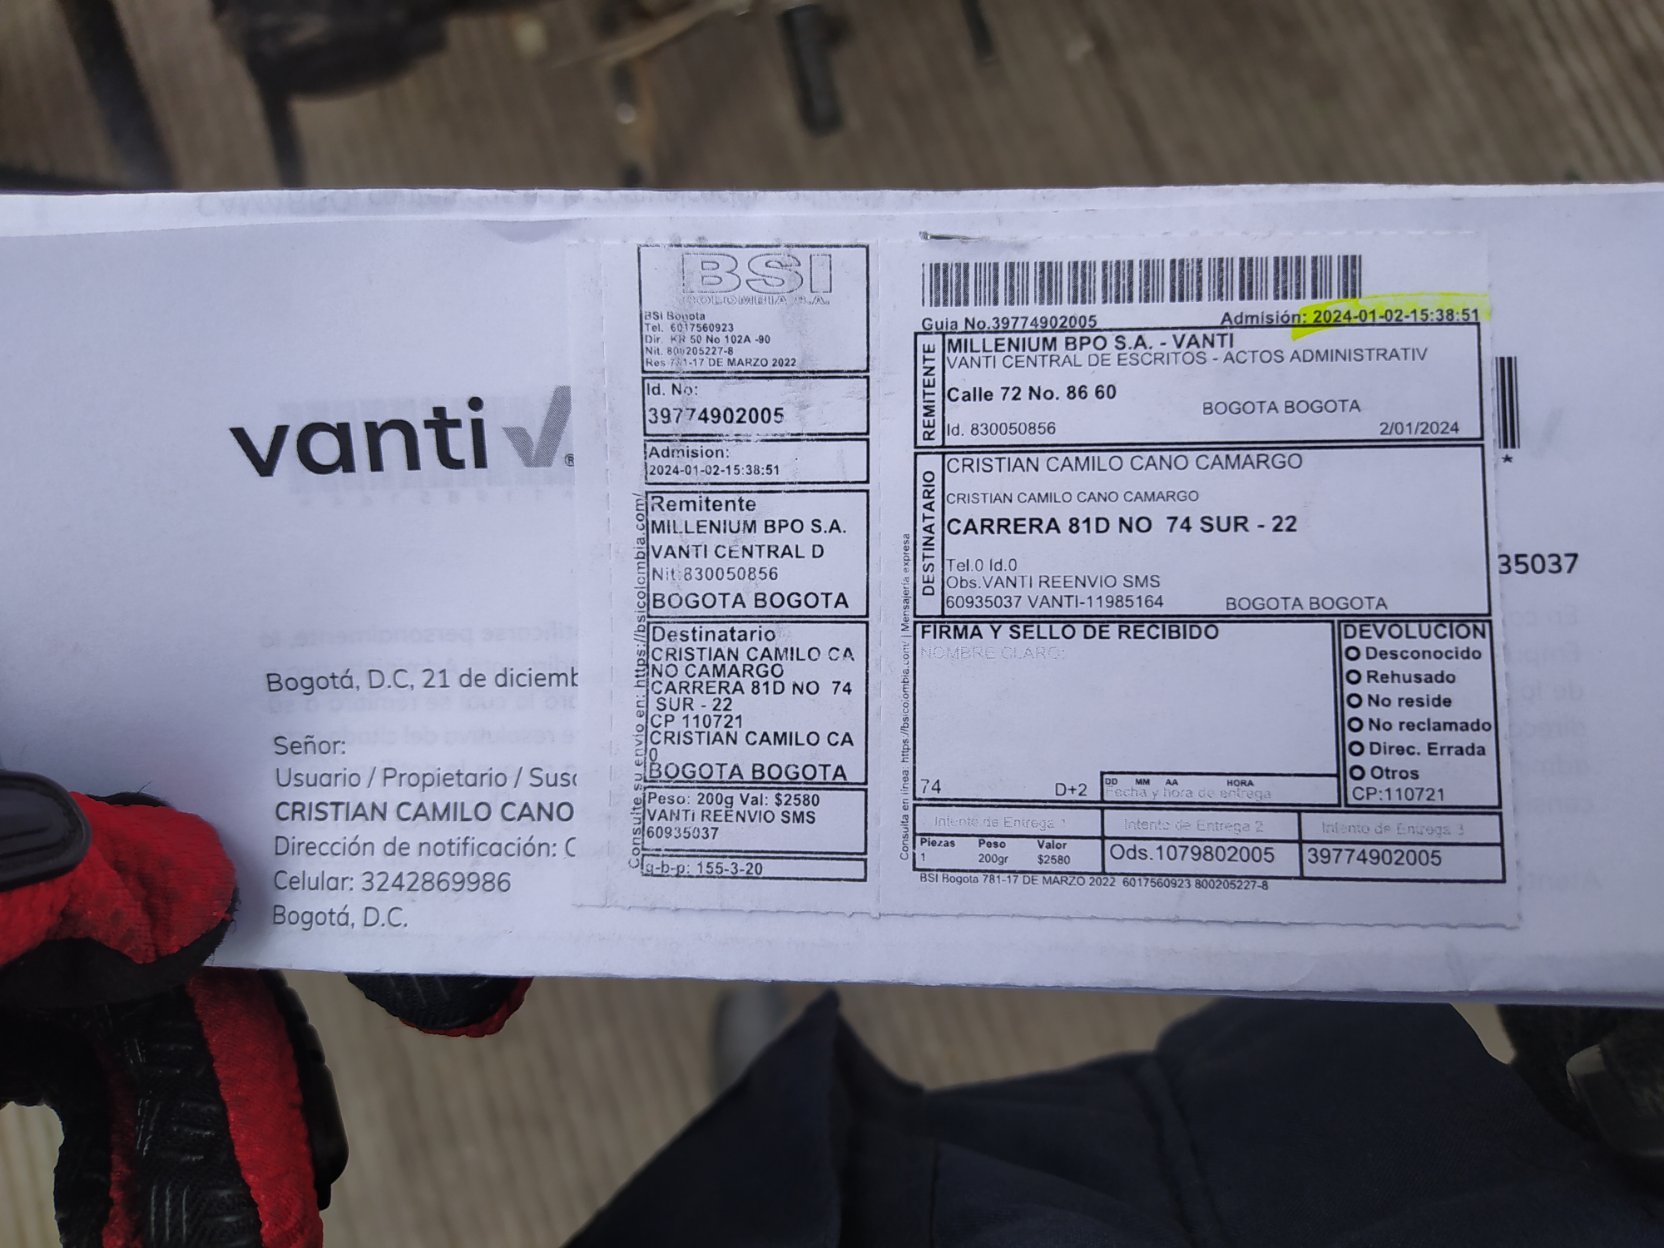 vanti
Bogotá, D.C, 21 de diciemb
Señor:
Usuario / Propietario / Susc
CRISTIAN CAMILO CANO
Dirección de notificación: C
Celular: 3242869986
Bogotá, D.C.
BSI
COLOMBIA S.A.
BSI Bogota
Tel. 6017560923
Dir. KR 50 No 102A -90
Nit. 800205227-8
Res 781-17 DE MARZO 2022
Id. No:
39774902005
Admision:
2024-01-02-15:38:51
Remitente
MILLENIUM BPO S.A.
VANTI CENTRAL D
Nit:830050856
BOGOTA BOGOTA
Destinatario
CRISTIAN CAMILO CA
NO CAMARGO
CARRERA 81D NO 74
SUR - 22
CP 110721
CRISTIAN CAMILO CA
0
BOGOTA BOGOTA
Peso: 200g Val: $2580
VANTI REENVIO SMS
60935037
g-b-p: 155-3-20
Consulte su envio en: https://bsicolombia.com/
Guia No.39774902005
Admisión: 2024-01-02-15:38:51
REMITENTE
MILLENIUM BPO S.A. - VANTI
VANTI CENTRAL DE ESCRITOS - ACTOS ADMINISTRATIV
Calle 72 No. 86 60
BOGOTA BOGOTA
Id. 830050856
2/01/2024
DESTINATARIO
CRISTIAN CAMILO CANO CAMARGO
CRISTIAN CAMILO CANO CAMARGO
CARRERA 81D NO 74 SUR - 22
Tel.0 Id.0
Obs.VANTI REENVIO SMS
60935037 VANTI-11985164
BOGOTA BOGOTA
FIRMA Y SELLO DE RECIBIDO
NOMBRE CLARO:
74
D+2
DD MM AA HORA
Fecha y hora de entrega
DEVOLUCIÓN
Desconocido
Rehusado
No reside
No reclamado
Direc. Errada
Otros
CP:110721
Intento de Entrega 1
Intento de Entrega 2
Intento de Entrega 3
Piezas Peso Valor
1 200gr $2580
Ods.1079802005
39774902005
BSI Bogota 781-17 DE MARZO 2022 6017560923 800205227-8
Consulta en linea: https://bsicolombia.com/ | Mensajería expresa
*
35037